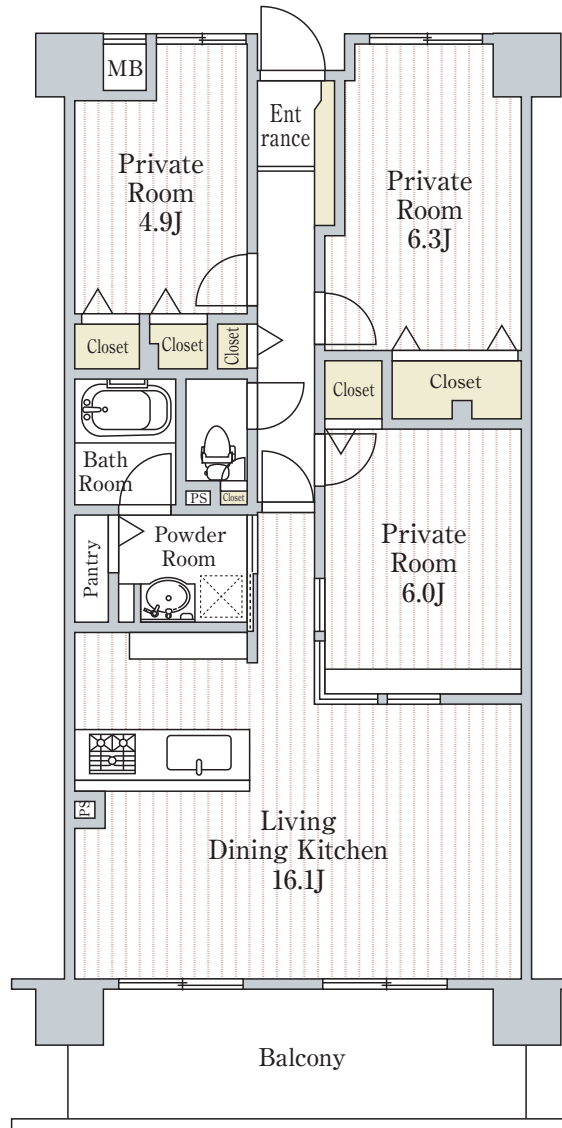 MB
Ent
rance
Private
Room
4.9J
Private
Room
6.3J
Closet
Closet
Closet
Closet
Closet
Bath
Room
PS
Closet
Pantry
Powder
Room
Private
Room
6.0J
PS
Living
Dining Kitchen
16.1J
Balcony